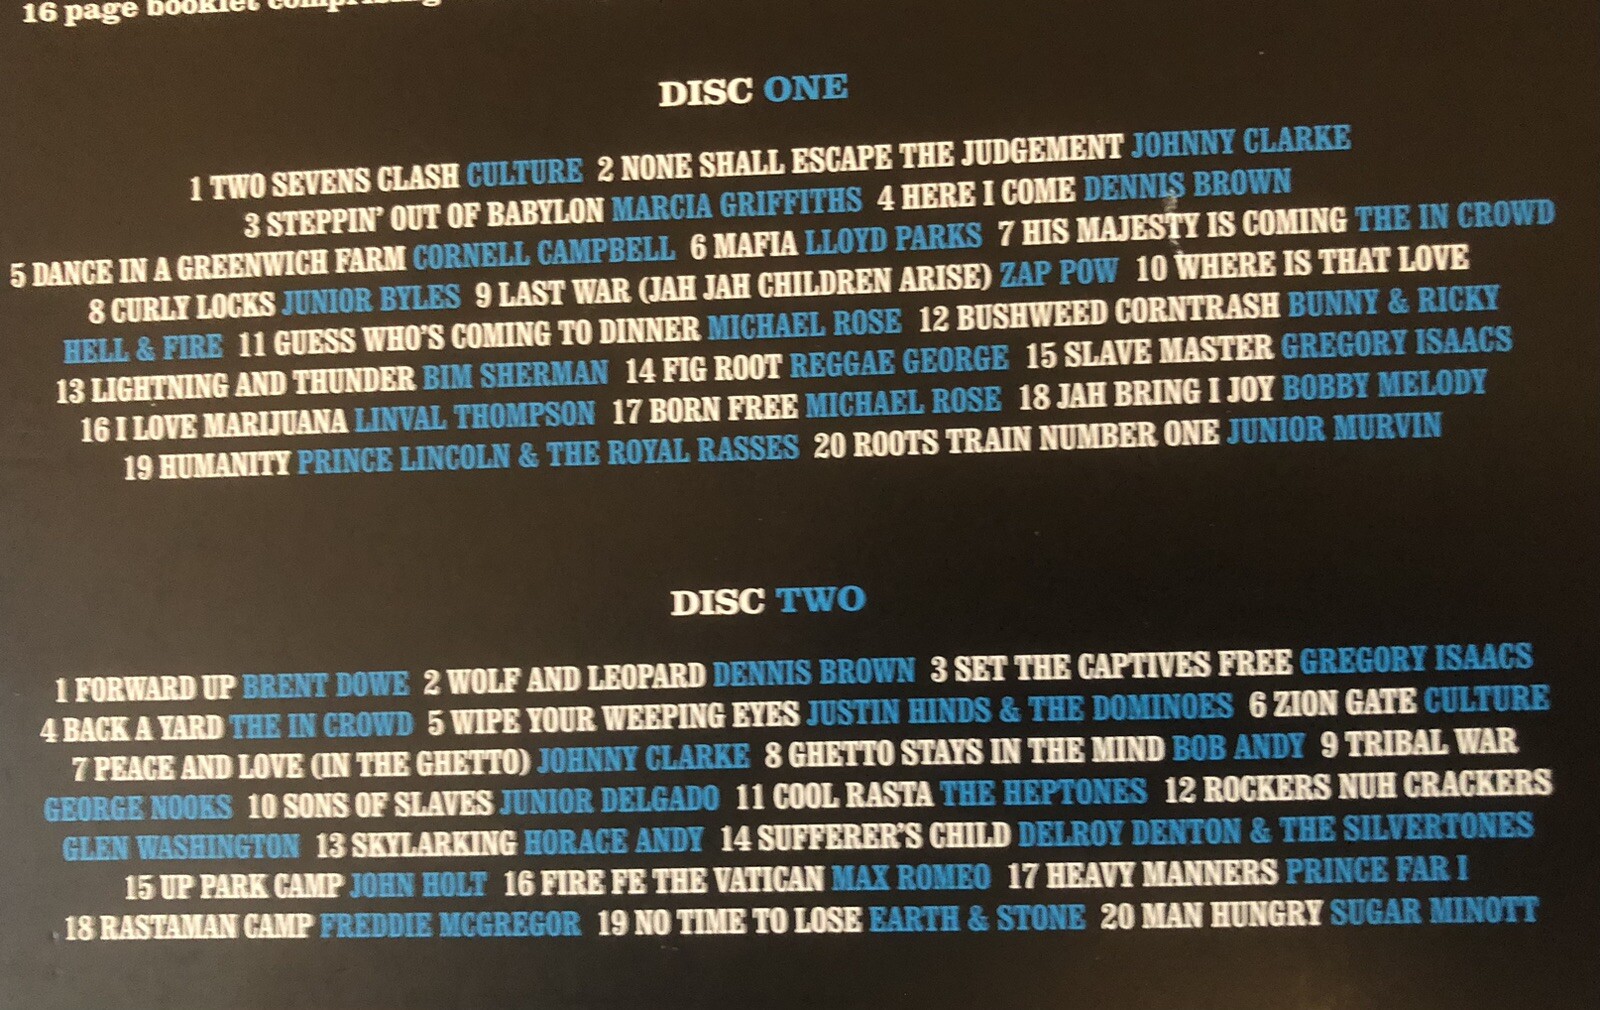 16 page booklet comprising
DISC ONE
1 TWO SEVENS CLASH CULTURE 2 NONE SHALL ESCAPE THE JUDGEMENT JOHNNY CLARKE
3 STEPPIN' OUT OF BABYLON MARCIA GRIFFITHS 4 HERE I COME DENNIS BROWN
5 DANCE IN A GREENWICH FARM CORNELL CAMPBELL 6 MAFIA LLOYD PARKS 7 HIS MAJESTY IS COMING THE IN CROWD
8 CURLY LOCKS JUNIOR BYLES 9 LAST WAR (JAH JAH CHILDREN ARISE) ZAP POW 10 WHERE IS THAT LOVE
HELL & FIRE 11 GUESS WHO'S COMING TO DINNER MICHAEL ROSE 12 BUSHWEED CORNTRASH BUNNY & RICKY
13 LIGHTNING AND THUNDER BIM SHERMAN 14 FIG ROOT REGGAE GEORGE 15 SLAVE MASTER GREGORY ISAACS
16 I LOVE MARIJUANA LINVAL THOMPSON 17 BORN FREE MICHAEL ROSE 18 JAH BRING I JOY BOBBY MELODY
19 HUMANITY PRINCE LINCOLN & THE ROYAL RASSES 20 ROOTS TRAIN NUMBER ONE JUNIOR MURVIN
DISC TWO
1 FORWARD UP BRENT DOWE 2 WOLF AND LEOPARD DENNIS BROWN 3 SET THE CAPTIVES FREE GREGORY ISAACS
4 BACK A YARD THE IN CROWD 5 WIPE YOUR WEEPING EYES JUSTIN HINDS & THE DOMINOES 6 ZION GATE CULTURE
7 PEACE AND LOVE (IN THE GHETTO) JOHNNY CLARKE 8 GHETTO STAYS IN THE MIND BOB ANDY 9 TRIBAL WAR
GEORGE NOOKS 10 SONS OF SLAVES JUNIOR DELGADO 11 COOL RASTA THE HEPTONES 12 ROCKERS NUH CRACKERS
GLEN WASHINGTON 13 SKYLARKING HORACE ANDY 14 SUFFERER'S CHILD DELROY DENTON & THE SILVERTONES
15 UP PARK CAMP JOHN HOLT 16 FIRE FE THE VATICAN MAX ROMEO 17 HEAVY MANNERS PRINCE FAR I
18 RASTAMAN CAMP FREDDIE MCGREGOR 19 NO TIME TO LOSE EARTH & STONE 20 MAN HUNGRY SUGAR MINOTT